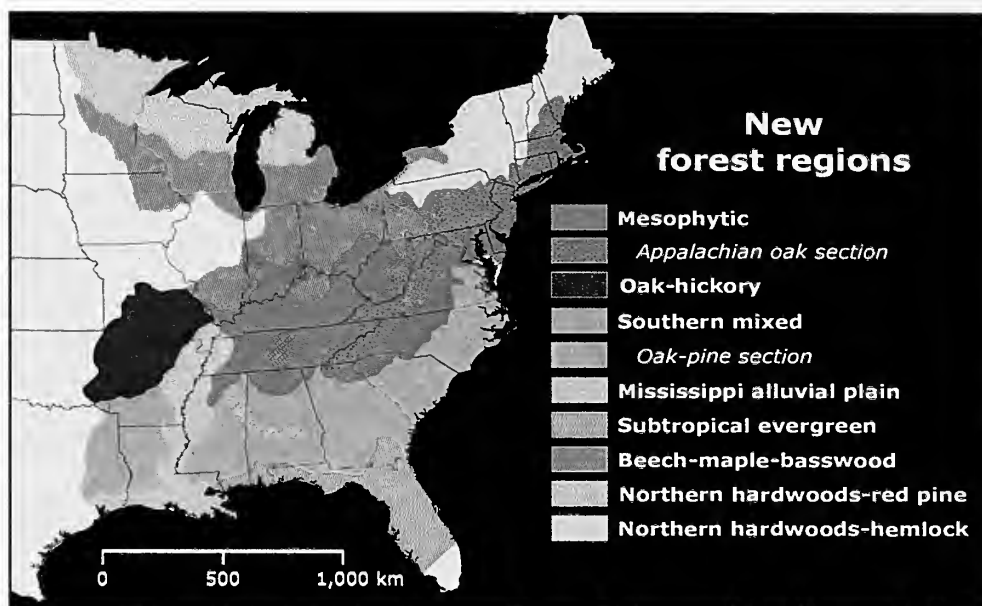 New
forest regions
Mesophytic
Appalachian oak section
Oak-hickory
Southern mixed
Oak-pine section
Mississippi alluvial plain
Subtropical evergreen
Beech-maple-basswood
Northern hardwoods-red pine
Northern hardwoods-hemlock
0 500 1,000 km